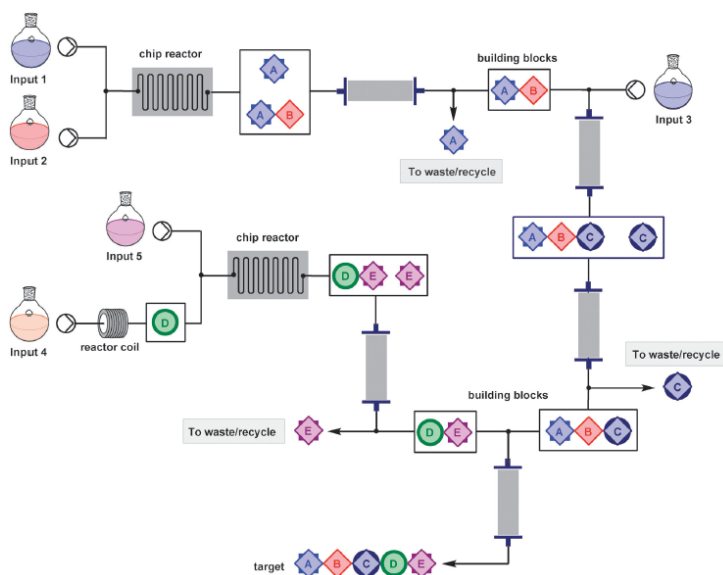 chip reactor
building blocks
Input 1
A
A B
A B
Input 3
Input 2
A
To waste/recycle
chip reactor
A B C C
Input 5
D E E
D
Input 4
reactor coil
To waste/recycle
C
building blocks
To waste/recycle
E
D E
A B C
target
A B C D E